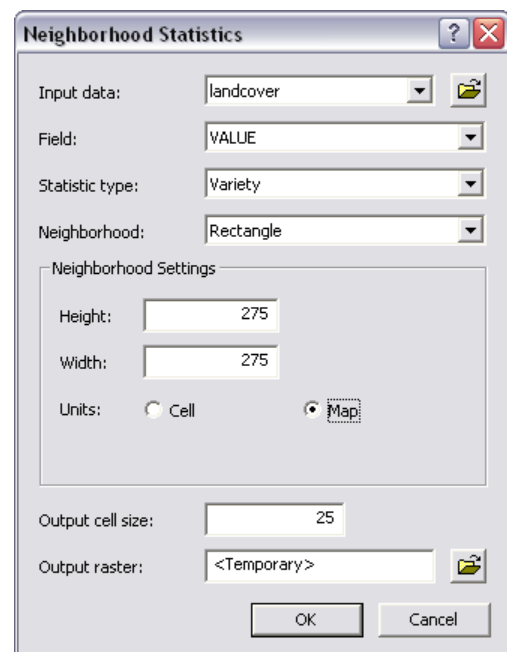 Neighborhood Statistics
Input data: landcover
Field: VALUE
Statistic type: Variety
Neighborhood: Rectangle
Neighborhood Settings
Height: 275
Width: 275
Units: Cell Map
Output cell size: 25
Output raster: <Temporary>
OK Cancel